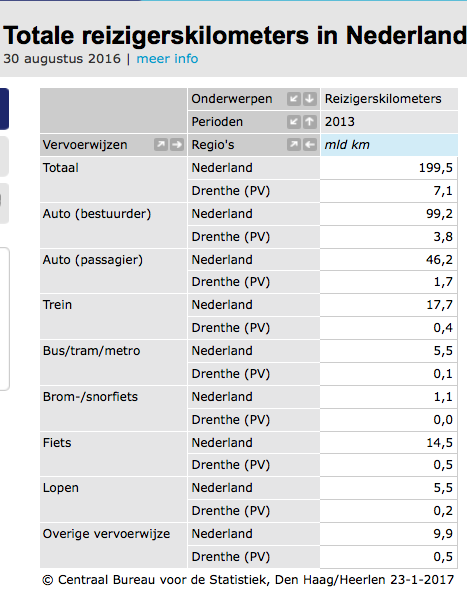 Totale reizigerskilometers in Nederland
30 augustus 2016 | meer info
Onderwerpen Reizigerskilometers
Perioden 2013
Vervoerwijzen Regio's mld km
Totaal Nederland 199,5
Drenthe (PV) 7,1
Auto (bestuurder) Nederland 99,2
Drenthe (PV) 3,8
Auto (passagier) Nederland 46,2
Drenthe (PV) 1,7
Trein Nederland 17,7
Drenthe (PV) 0,4
Bus/tram/metro Nederland 5,5
Drenthe (PV) 0,1
Brom-/snorfiets Nederland 1,1
Drenthe (PV) 0,0
Fiets Nederland 14,5
Drenthe (PV) 0,5
Lopen Nederland 5,5
Drenthe (PV) 0,2
Overige vervoerwijze Nederland 9,9
Drenthe (PV) 0,5
© Centraal Bureau voor de Statistiek, Den Haag/Heerlen 23-1-2017